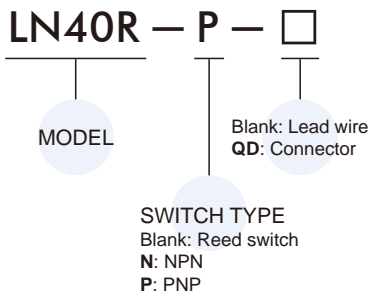 LN40R — P — □
MODEL
Blank: Lead wire
QD: Connector
SWITCH TYPE
Blank: Reed switch
N: NPN
P: PNP